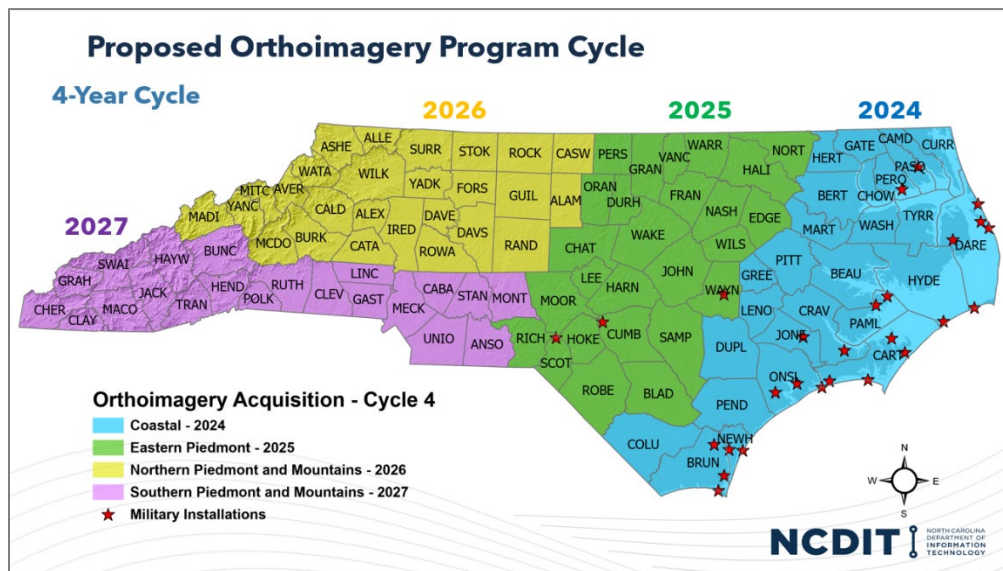 Proposed Orthoimagery Program Cycle
4-Year Cycle
2026
2025
2024
2027
ASHE
ALLE
SURR
STOK
ROCK
CASW
PERS
GRAN
VANC
WARR
NORT
HERT
GATE
CAMD
CURR
WATA
WILK
YADK
FORS
GUIL
ALAM
ORAN
DURH
FRAN
HALI
BERT
CHOW
PERQ
PASQ
MITC
AVER
CALD
ALEX
IRED
DAVE
DAVS
RAND
CHAT
WAKE
NASH
EDGE
MART
WASH
TYRR
DARE
MADI
YANC
MCDO
BURK
CATA
ROWA
WILS
PITT
BEAU
HYDE
BUNC
HAYW
SWAI
GRAH
CHER
CLAY
MACO
JACK
TRAN
HEND
POLK
RUTH
CLEV
LINC
GAST
MECK
CABA
STAN
MONT
UNIO
ANSO
MOOR
LEE
HARN
JOHN
WAYN
GREE
LENO
CRAV
PAML
JONE
CART
RICH
SCOT
HOKE
CUMB
SAMP
DUPL
ONSL
ROBE
BLAD
PEND
COLU
BRUN
NEWH
Orthoimagery Acquisition - Cycle 4
Coastal - 2024
Eastern Piedmont - 2025
Northern Piedmont and Mountains - 2026
Southern Piedmont and Mountains - 2027
Military Installations
N
W
E
S
NCDIT
NORTH CAROLINA
DEPARTMENT OF
INFORMATION
TECHNOLOGY